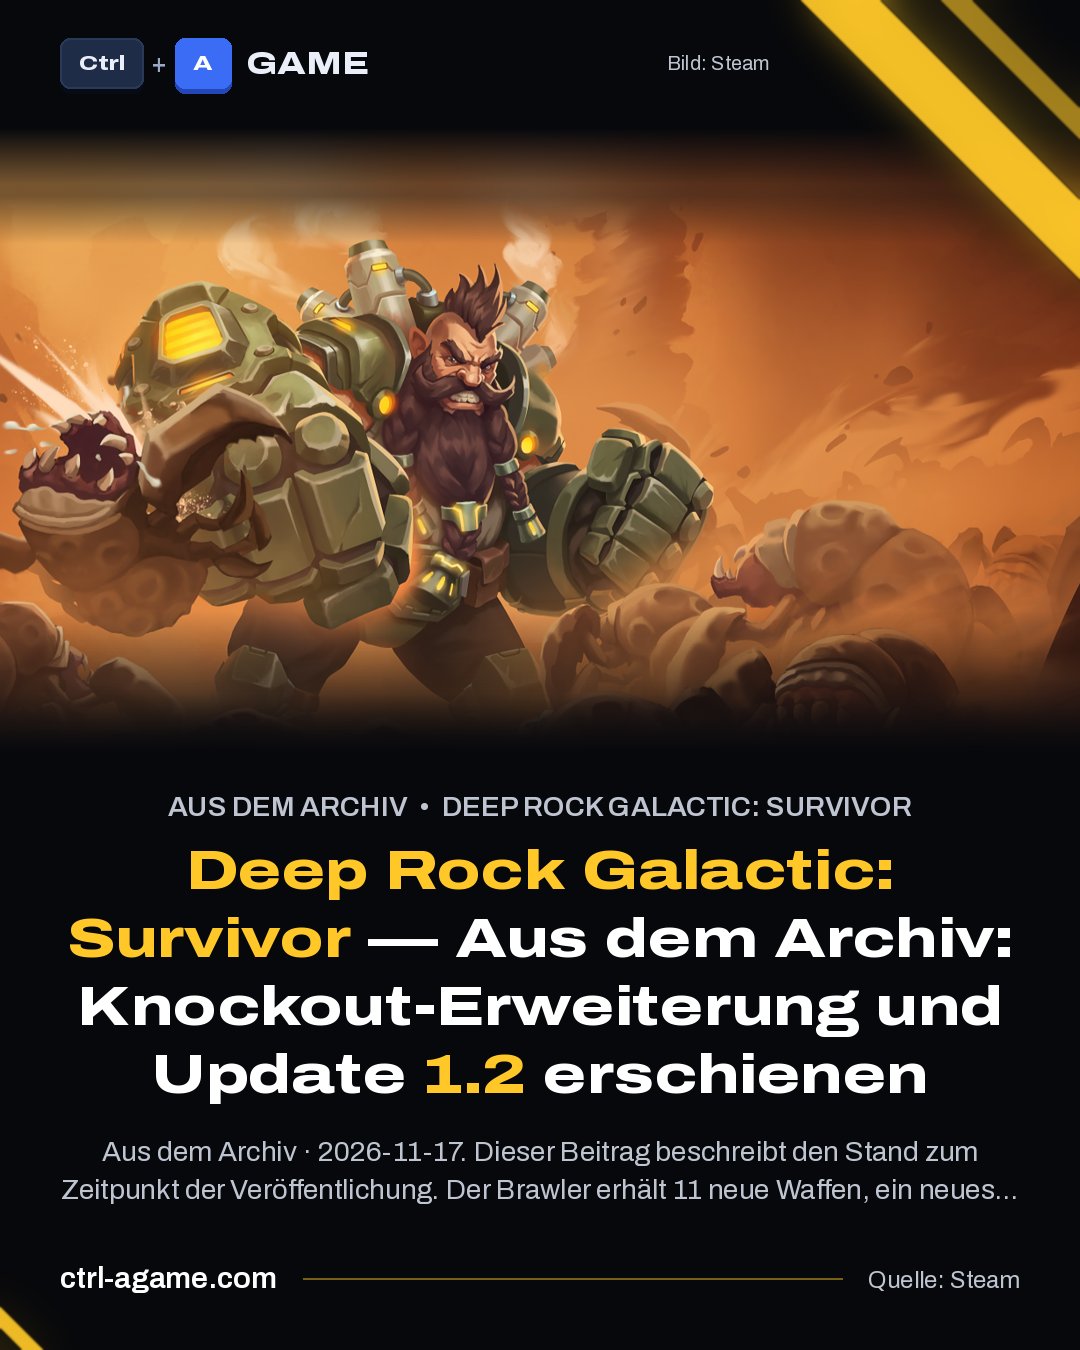 Ctrl + A GAME
Bild: Steam
AUS DEM ARCHIV • DEEP ROCK GALACTIC: SURVIVOR
Deep Rock Galactic:
Survivor — Aus dem Archiv:
Knockout-Erweiterung und
Update 1.2 erschienen
Aus dem Archiv · 2026-11-17. Dieser Beitrag beschreibt den Stand zum
Zeitpunkt der Veröffentlichung. Der Brawler erhält 11 neue Waffen, ein neues…
ctrl-agame.com
Quelle: Steam